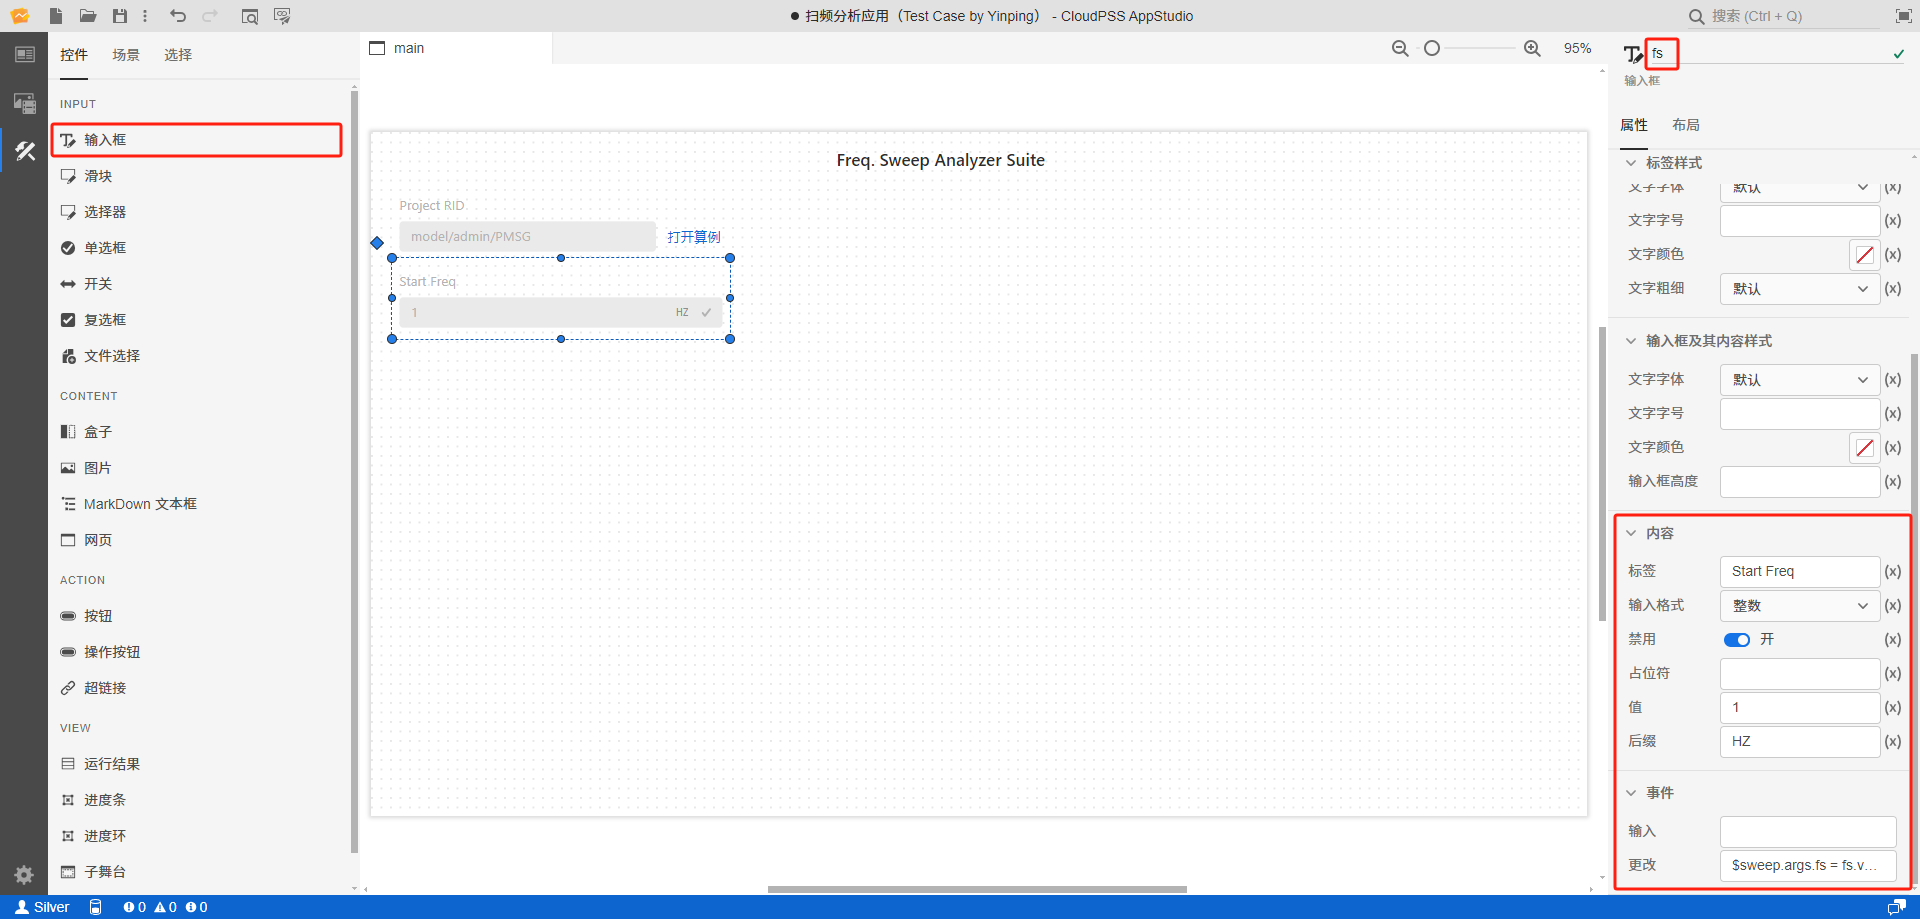 扫频分析应用（Test Case by Yinping） - CloudPSS AppStudio
搜索 (Ctrl + Q)
控件
场景
选择
INPUT
输入框
滑块
选择器
单选框
开关
复选框
文件选择
CONTENT
盒子
图片
MarkDown 文本框
网页
ACTION
按钮
操作按钮
超链接
VIEW
运行结果
进度条
进度环
子舞台
main
95%
Freq. Sweep Analyzer Suite
Project RID
model/admin/PMSG
打开算例
Start Freq
1
HZ
fs
输入框
属性
布局
标签样式
文字字体
默认
(x)
文字字号
(x)
文字颜色
(x)
文字粗细
默认
(x)
输入框及其内容样式
文字字体
默认
(x)
文字字号
(x)
文字颜色
(x)
输入框高度
(x)
内容
标签
Start Freq
(x)
输入格式
整数
(x)
禁用
开
(x)
占位符
(x)
值
1
(x)
后缀
HZ
(x)
事件
输入
更改
$sweep.args.fs = fs.v...
Silver
0
0
0